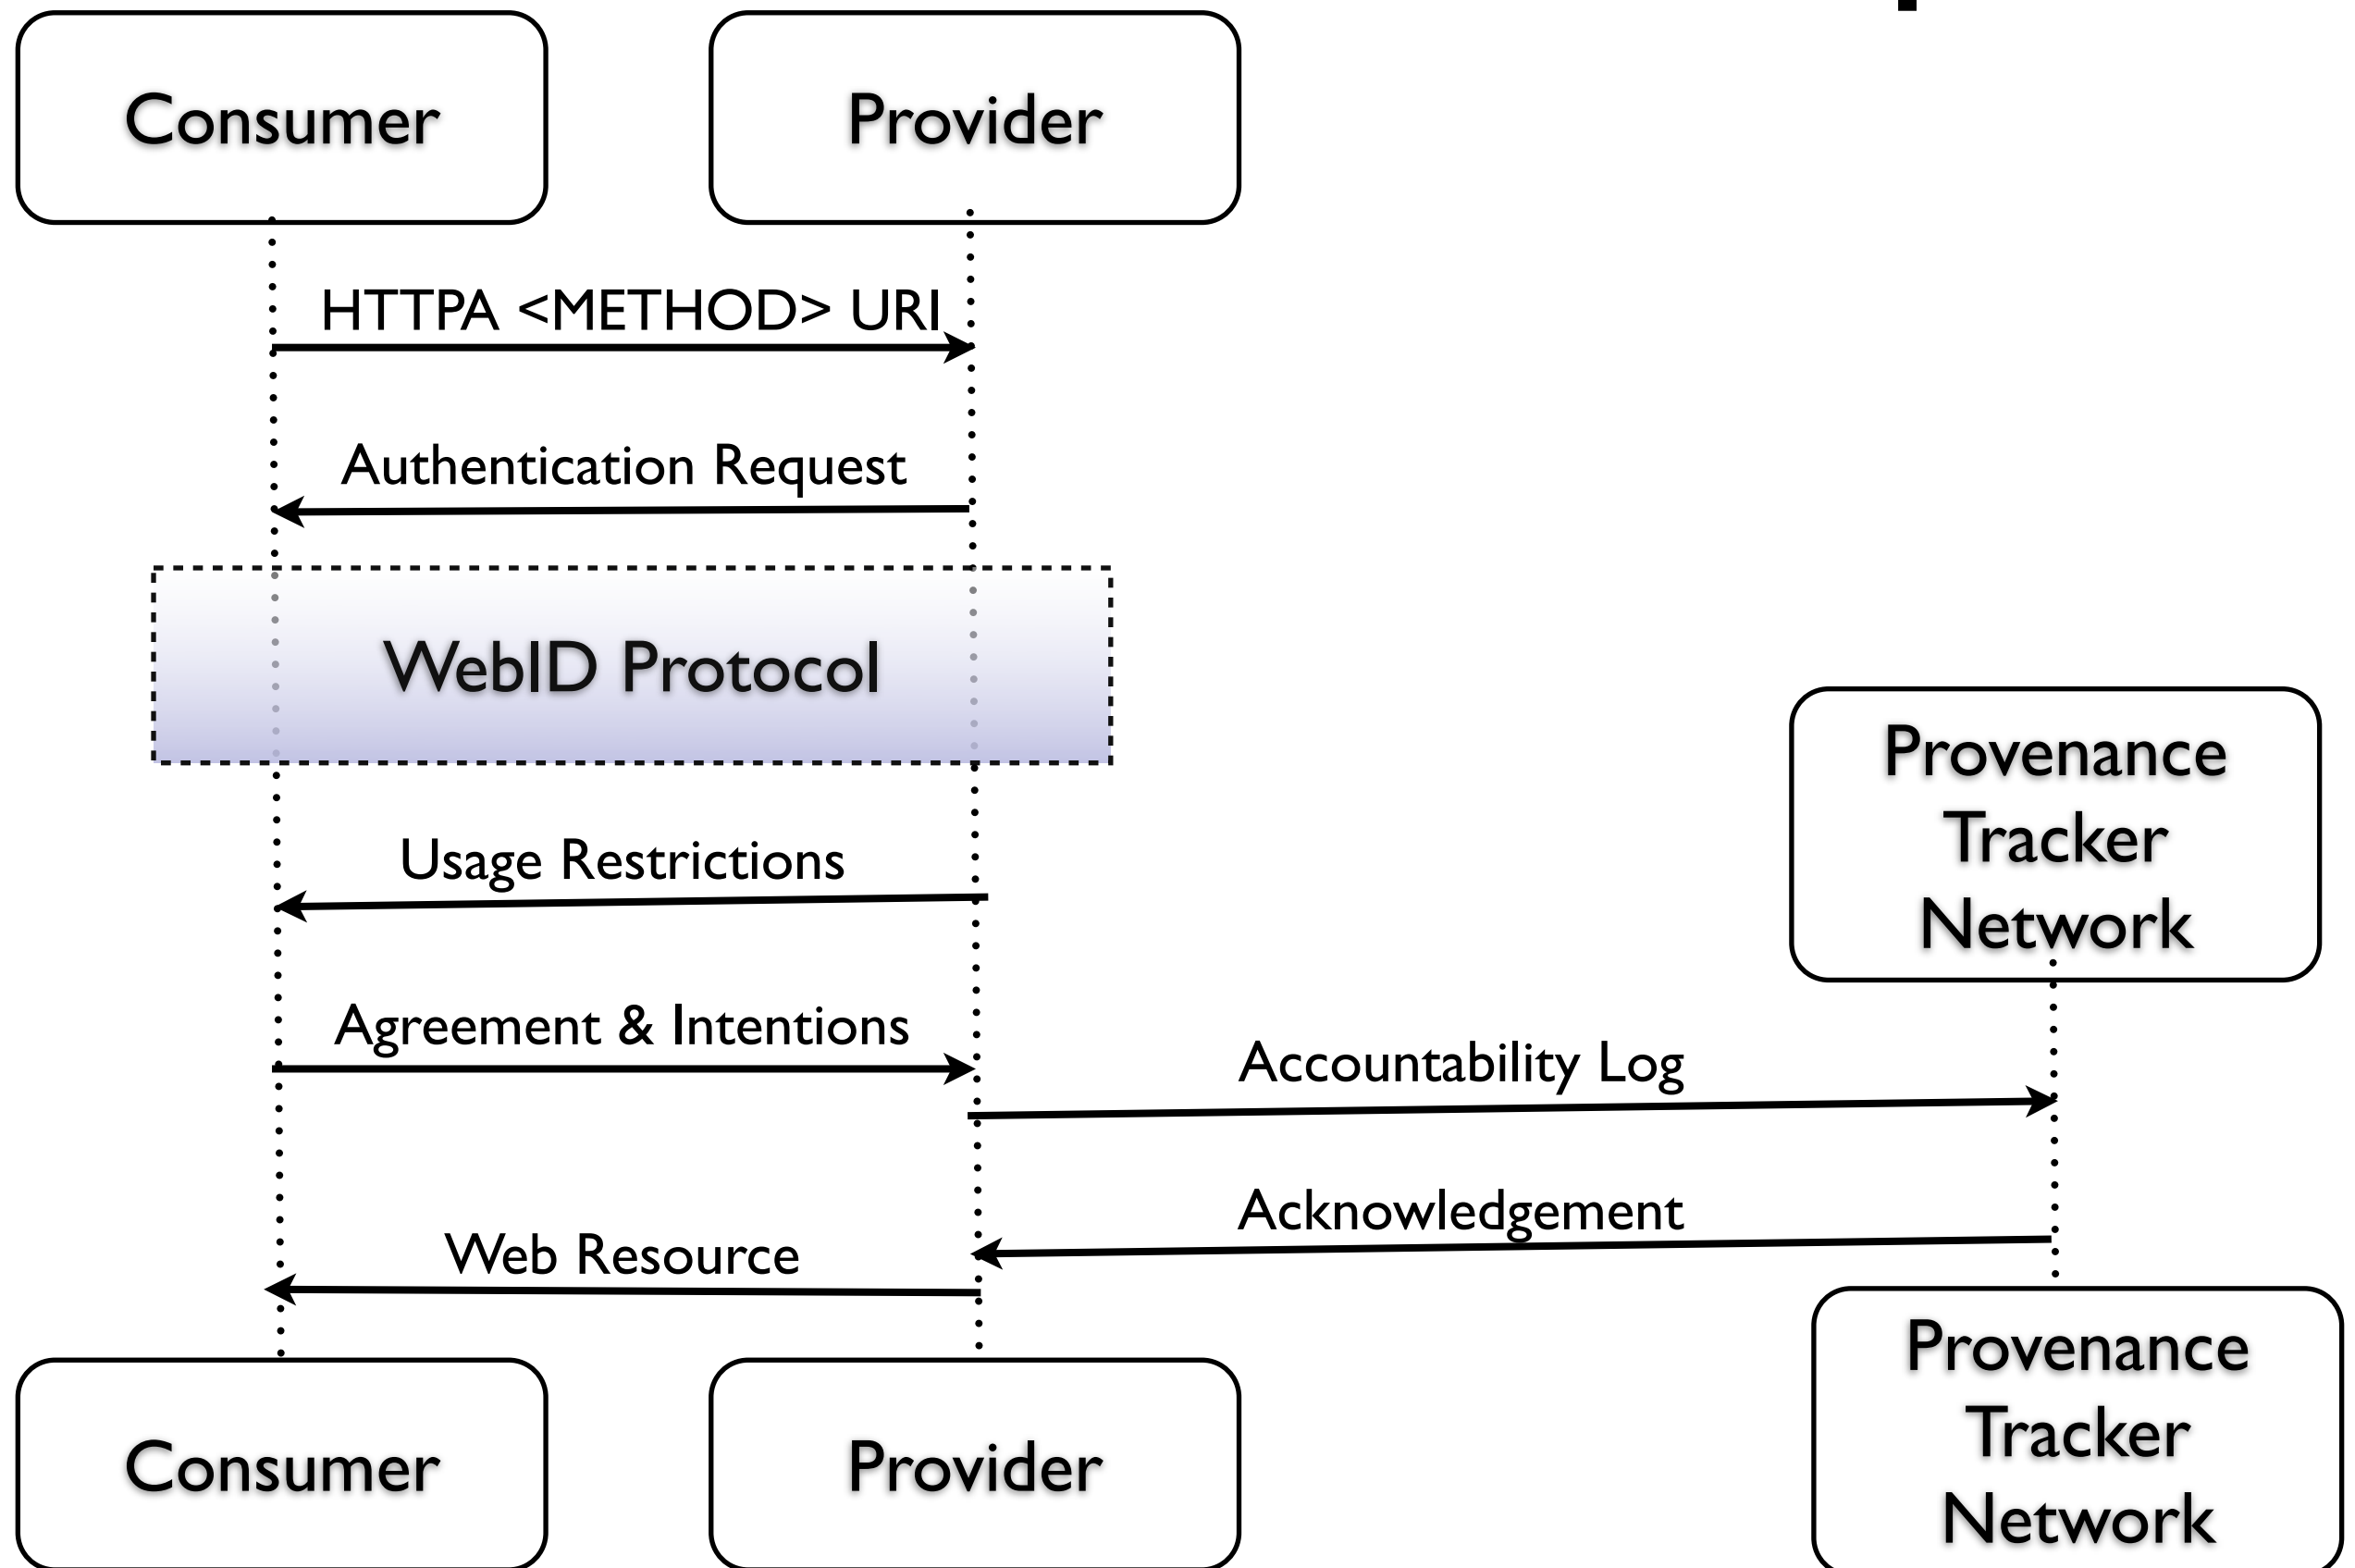 Consumer
Provider
HTTPA <METHOD> URI
Authentication Request
WebID Protocol
Provenance
Tracker
Network
Usage Restrictions
Agreement & Intentions
Accountability Log
Acknowledgement
Web Resource
Consumer
Provider
Provenance
Tracker
Network